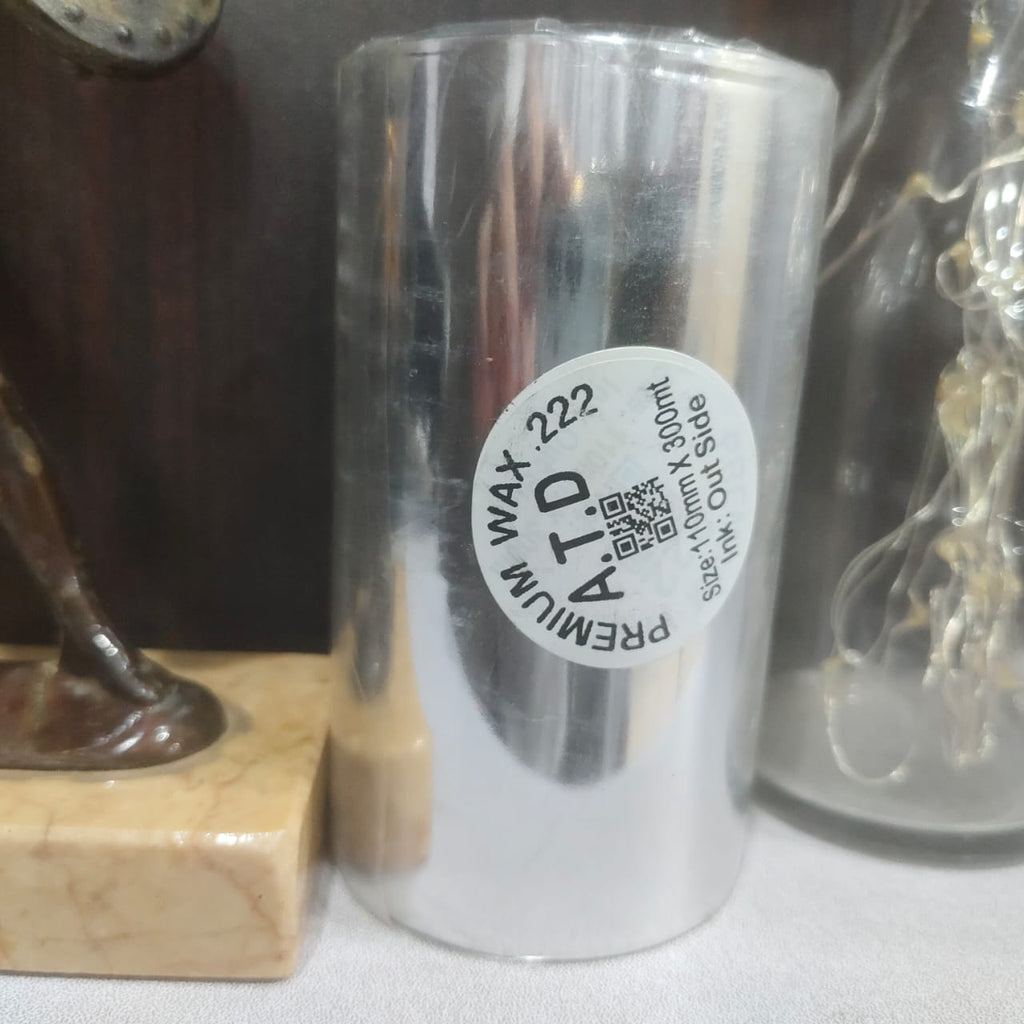 PREMIUM WAX .222
A.T.D
Size:110mm X 300mt
Ink: Out Side